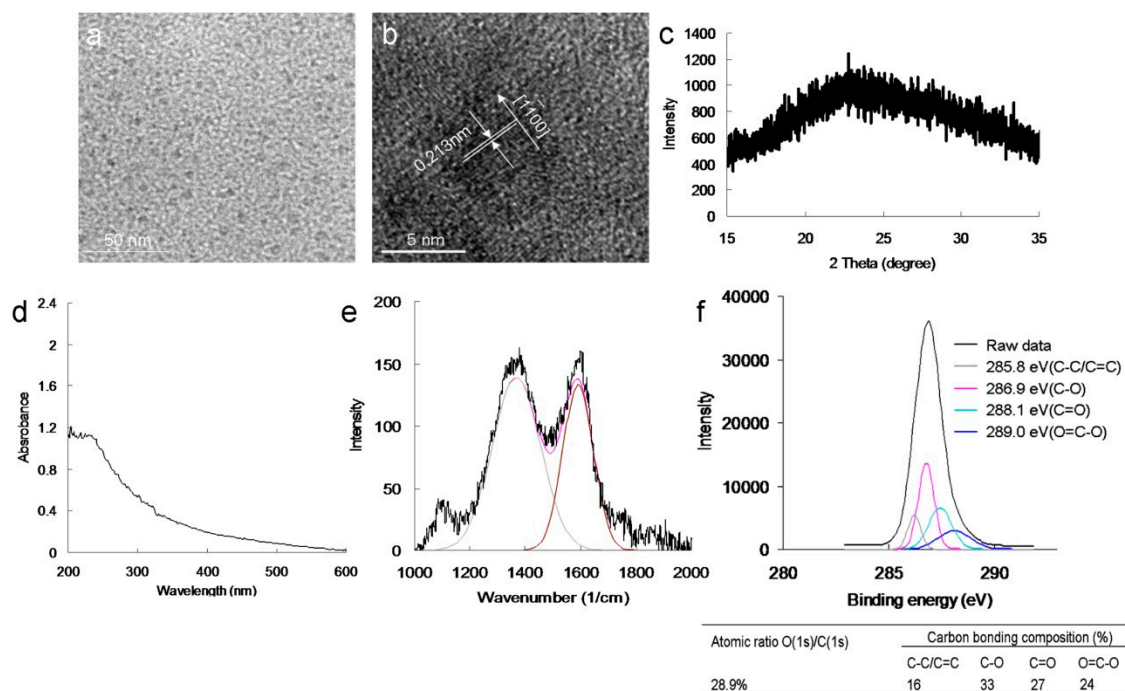 a
50 nm
b
0.213nm
[11̄00]
5 nm
c
1400
1200
1000
800
600
400
200
0
Intensity
15 20 25 30 35
2 Theta (degree)
d
2.4
2
1.6
1.2
0.8
0.4
0
Absrobance
200 300 400 500 600
Wavelength (nm)
e
200
150
100
50
0
Intensity
1000 1200 1400 1600 1800 2000
Wavenumber (1/cm)
f
40000
30000
20000
10000
0
Intensity
280 285 290
Binding energy (eV)
Raw data
285.8 eV(C-C/C=C)
286.9 eV(C-O)
288.1 eV(C=O)
289.0 eV(O=C-O)
Atomic ratio O(1s)/C(1s) Carbon bonding composition (%)
C-C/C=C C-O C=O O=C-O
28.9% 16 33 27 24